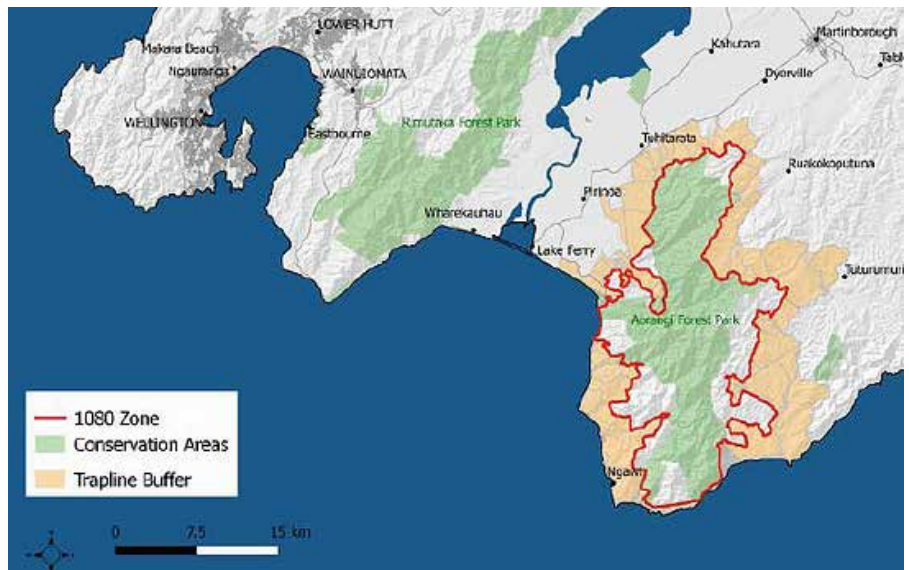 LOWER HUTT
Makara Beach
Ngauranga
WAINUIOMATA
WELLINGTON
Eastbourne
Rimutaka Forest Park
Kahutara
Martinborough
Dyerville
Tuhitarata
Ruakokoputuna
Pirinoa
Wharekauhau
Lake Ferry
Tuturumuri
Aorangi Forest Park
Ngawi
1080 Zone
Conservation Areas
Trapline Buffer
0 7.5 15 km